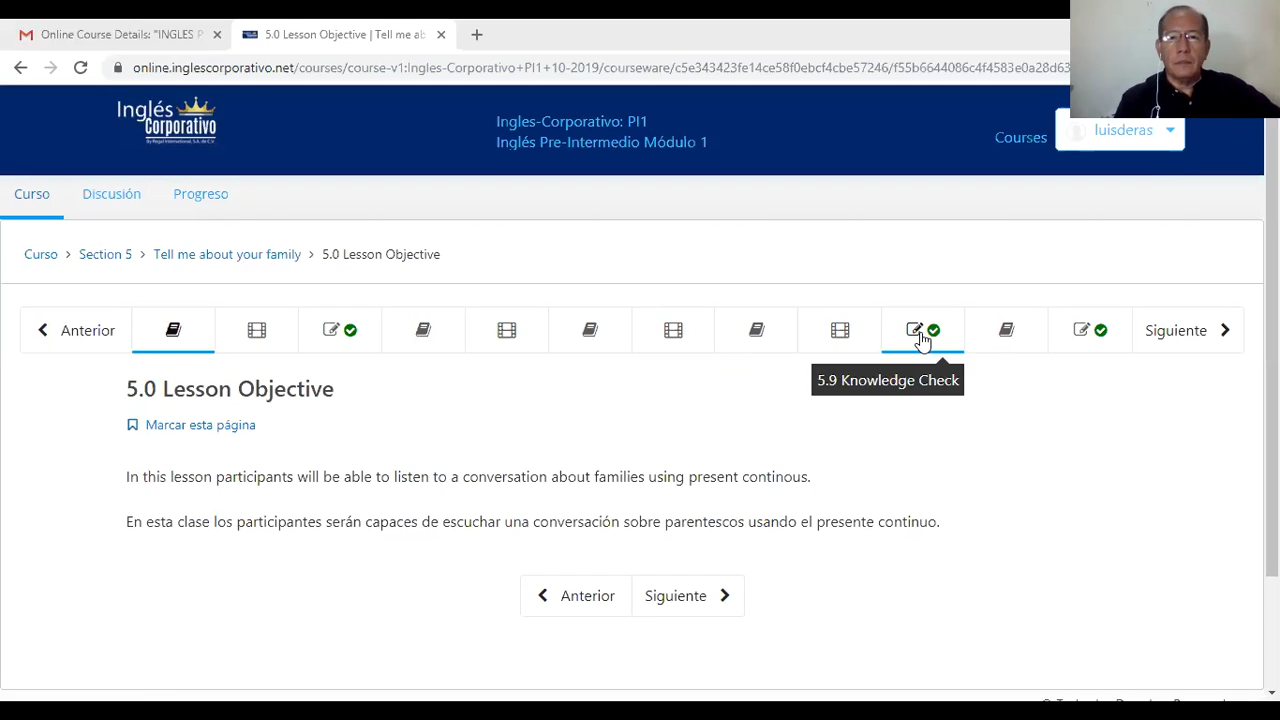 Online Course Details: "INGLES P
5.0 Lesson Objective | Tell me ab
online.inglescorporativo.net/courses/course-v1:Ingles-Corporativo+PI1+10-2019/courseware/c5e343423fe14ce58f0ebcf4cbe57246/f55b6644086c4f4583e0a28d63
Inglés
Corporativo
By Regal International, S.A. de C.V.
Ingles-Corporativo: PI1
Inglés Pre-Intermedio Módulo 1
Courses
luisderas
Curso
Discusión
Progreso
Curso > Section 5 > Tell me about your family > 5.0 Lesson Objective
Anterior
Siguiente
5.9 Knowledge Check
5.0 Lesson Objective
Marcar esta página
In this lesson participants will be able to listen to a conversation about families using present continous.
En esta clase los participantes serán capaces de escuchar una conversación sobre parentescos usando el presente continuo.
Anterior
Siguiente